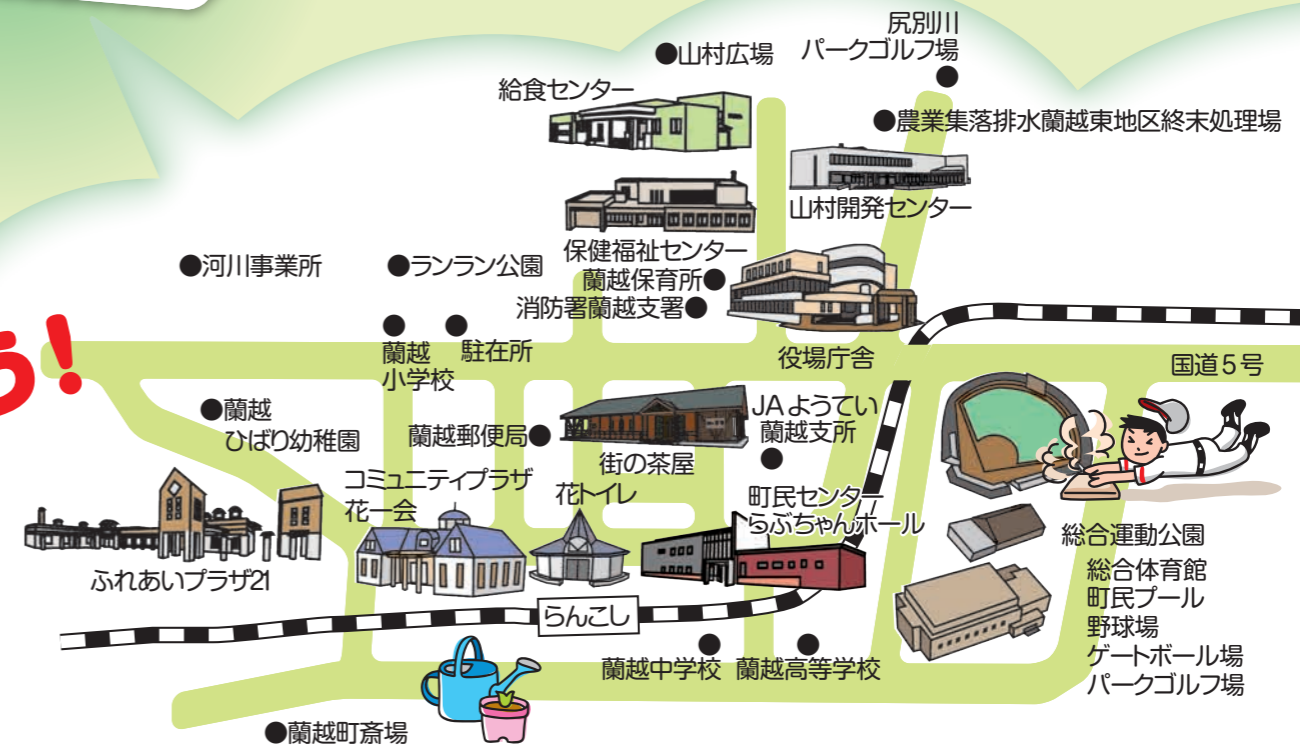 尻別川
パークゴルフ場
●山村広場
給食センター
●農業集落排水蘭越東地区終末処理場
山村開発センター
保健福祉センター
●河川事業所
●ランラン公園
蘭越保育所●
消防署蘭越支署●
う!
蘭越
小学校
駐在所
役場庁舎
国道5号
●蘭越
ひばり幼稚園
蘭越郵便局●
街の茶屋
JAようてい
蘭越支所
コミュニティプラザ
花一会
花トイレ
町民センター
らぶちゃんホール
ふれあいプラザ21
総合運動公園
総合体育館
町民プール
野球場
ゲートボール場
パークゴルフ場
らんこし
蘭越中学校
蘭越高等学校
●蘭越町斎場